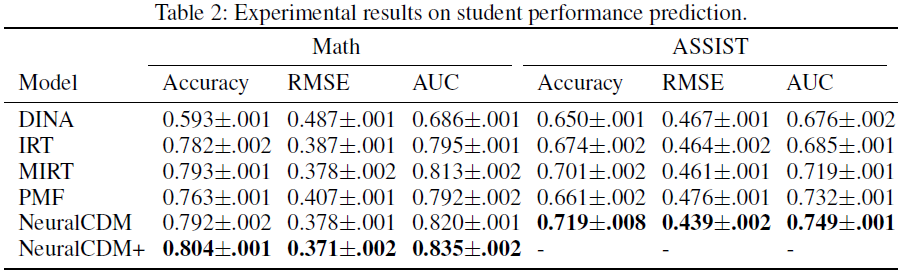 Table 2: Experimental results on student performance prediction.
Math ASSIST
Model Accuracy RMSE AUC Accuracy RMSE AUC
DINA 0.593±.001 0.487±.001 0.686±.001 0.650±.001 0.467±.001 0.676±.002
IRT 0.782±.002 0.387±.001 0.795±.001 0.674±.002 0.464±.002 0.685±.001
MIRT 0.793±.001 0.378±.002 0.813±.002 0.701±.002 0.461±.001 0.719±.001
PMF 0.763±.001 0.407±.001 0.792±.002 0.661±.002 0.476±.001 0.732±.001
NeuralCDM 0.792±.002 0.378±.001 0.820±.001 0.719±.008 0.439±.002 0.749±.001
NeuralCDM+ 0.804±.001 0.371±.002 0.835±.002 - - -